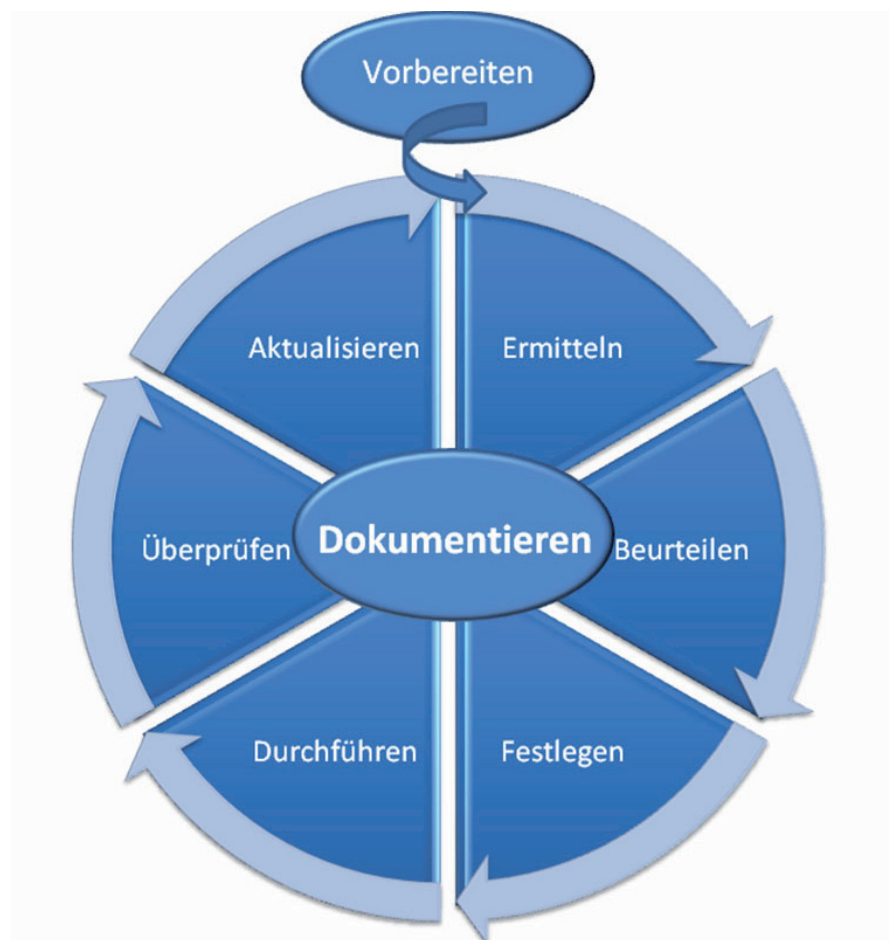 Vorbereiten
Aktualisieren
Ermitteln
Überprüfen
Dokumentieren
Beurteilen
Durchführen
Festlegen